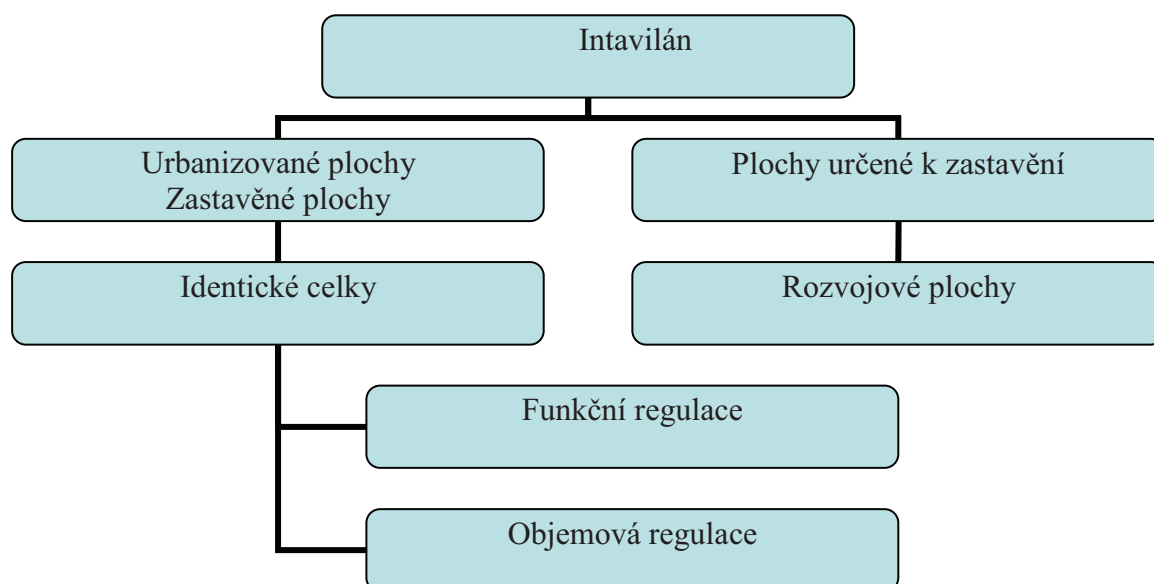 Intavilán
Urbanizované plochy
Zastavěné plochy
Plochy určené k zastavění
Identické celky
Rozvojové plochy
Funkční regulace
Objemová regulace